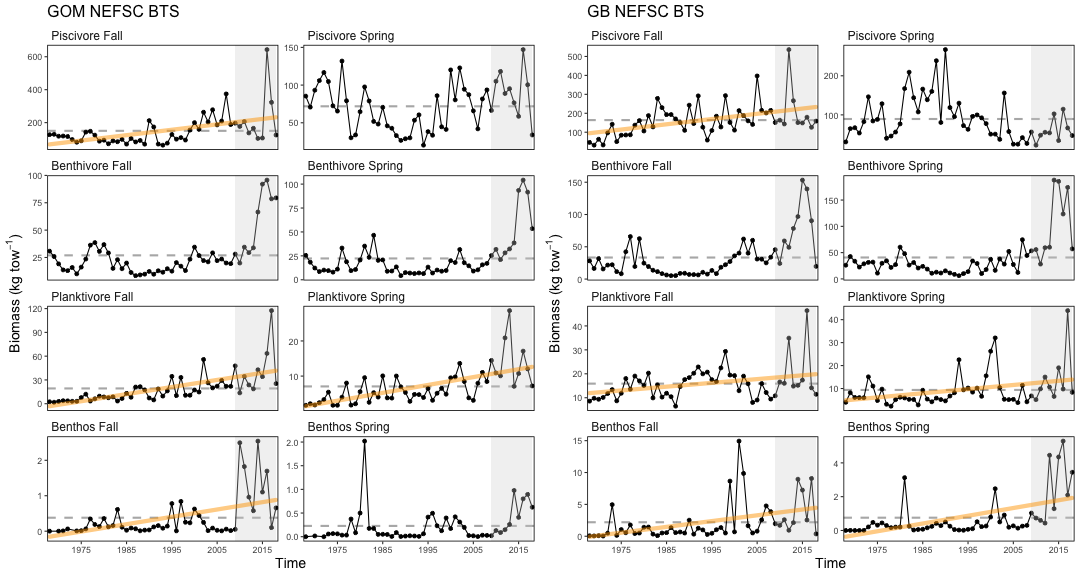 GOM NEFSC BTS
GB NEFSC BTS
Piscivore Fall
Piscivore Spring
Piscivore Fall
Piscivore Spring
600
400
200
150
100
50
500
400
300
200
100
200
100
Benthivore Fall
Benthivore Spring
Benthivore Fall
Benthivore Spring
100
75
50
25
100
75
50
25
0
150
100
50
0
150
100
50
0
Planktivore Fall
Planktivore Spring
Planktivore Fall
Planktivore Spring
120
90
60
30
0
20
10
40
30
20
10
40
30
20
10
Benthos Fall
Benthos Spring
Benthos Fall
Benthos Spring
2
1
0
2.0
1.5
1.0
0.5
0.0
15
10
5
0
4
2
0
1975 1985 1995 2005 2015
1975 1985 1995 2005 2015
1975 1985 1995 2005 2015
1975 1985 1995 2005 2015
Biomass (kg tow⁻¹)
Biomass (kg tow⁻¹)
Time
Time